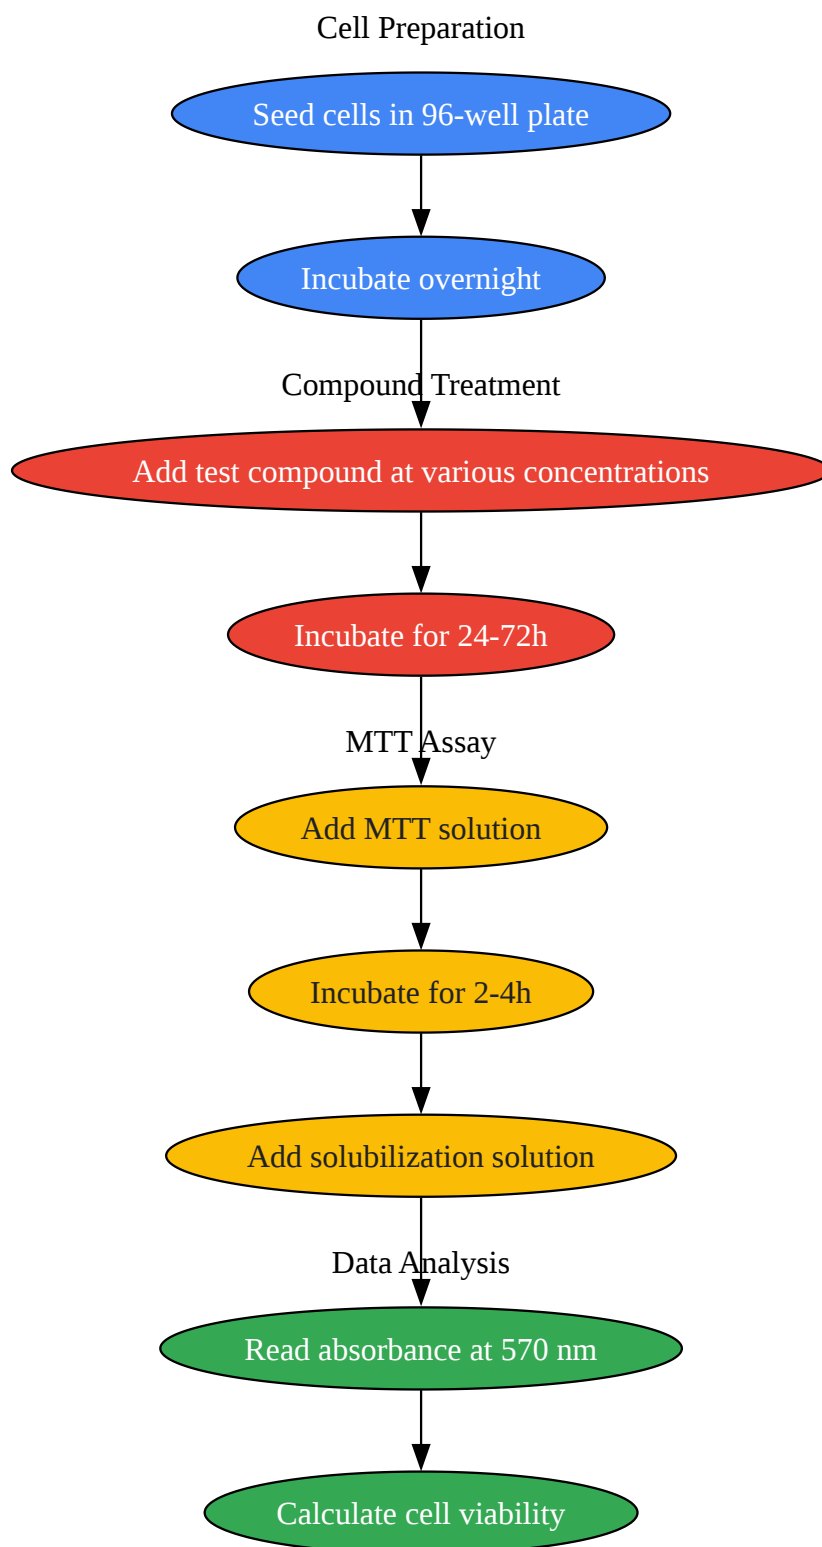 Cell Preparation
Seed cells in 96-well plate
Incubate overnight
Compound Treatment
Add test compound at various concentrations
Incubate for 24-72h
MTT Assay
Add MTT solution
Incubate for 2-4h
Add solubilization solution
Data Analysis
Read absorbance at 570 nm
Calculate cell viability